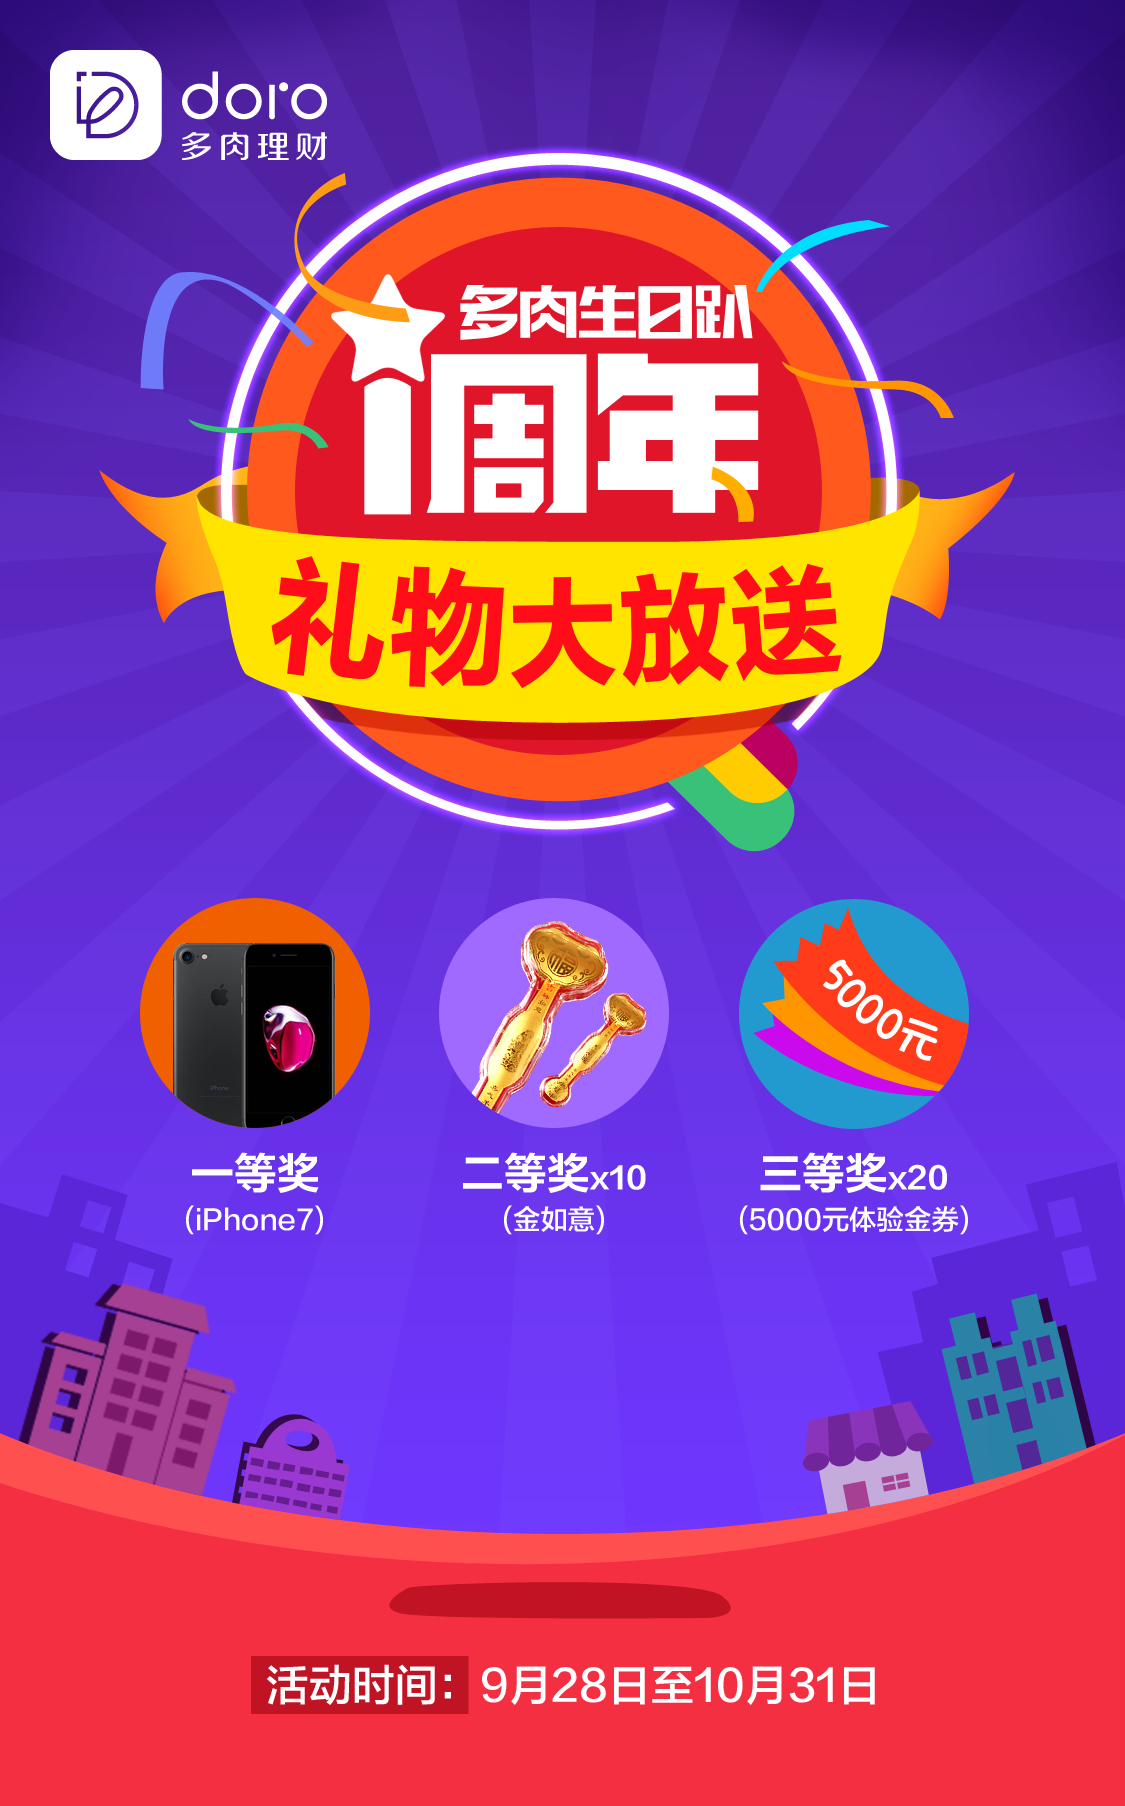 doro
多肉理财
多肉生日趴
1周年
礼物大放送
iPhone
福
5000元
一等奖
（iPhone7）
二等奖x10
（金如意）
三等奖x20
（5000元体验金券）
活动时间：9月28日至10月31日